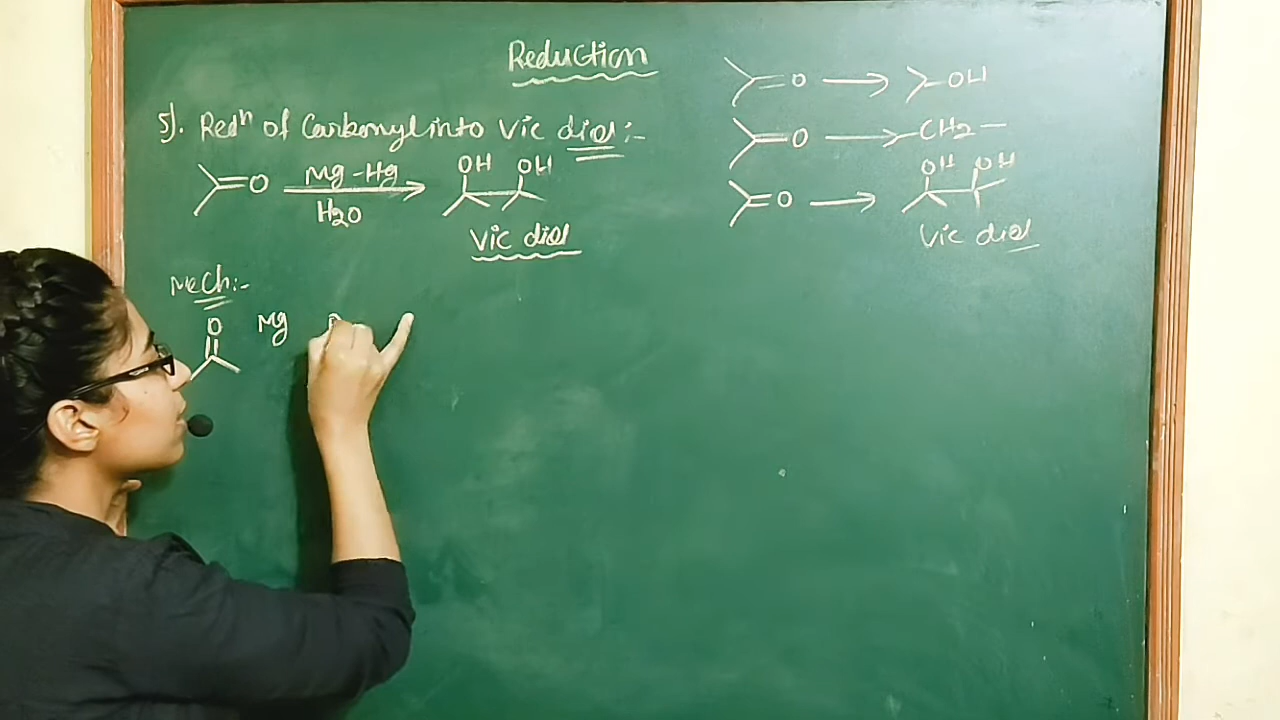 Reduction
5). Redn of Carbonyl into Vic diol :-
O Mg-Hg OH OH
H2O
Vic diol
Mech:-
O Mg
O OH
O CH2
O OH OH
Vic diol